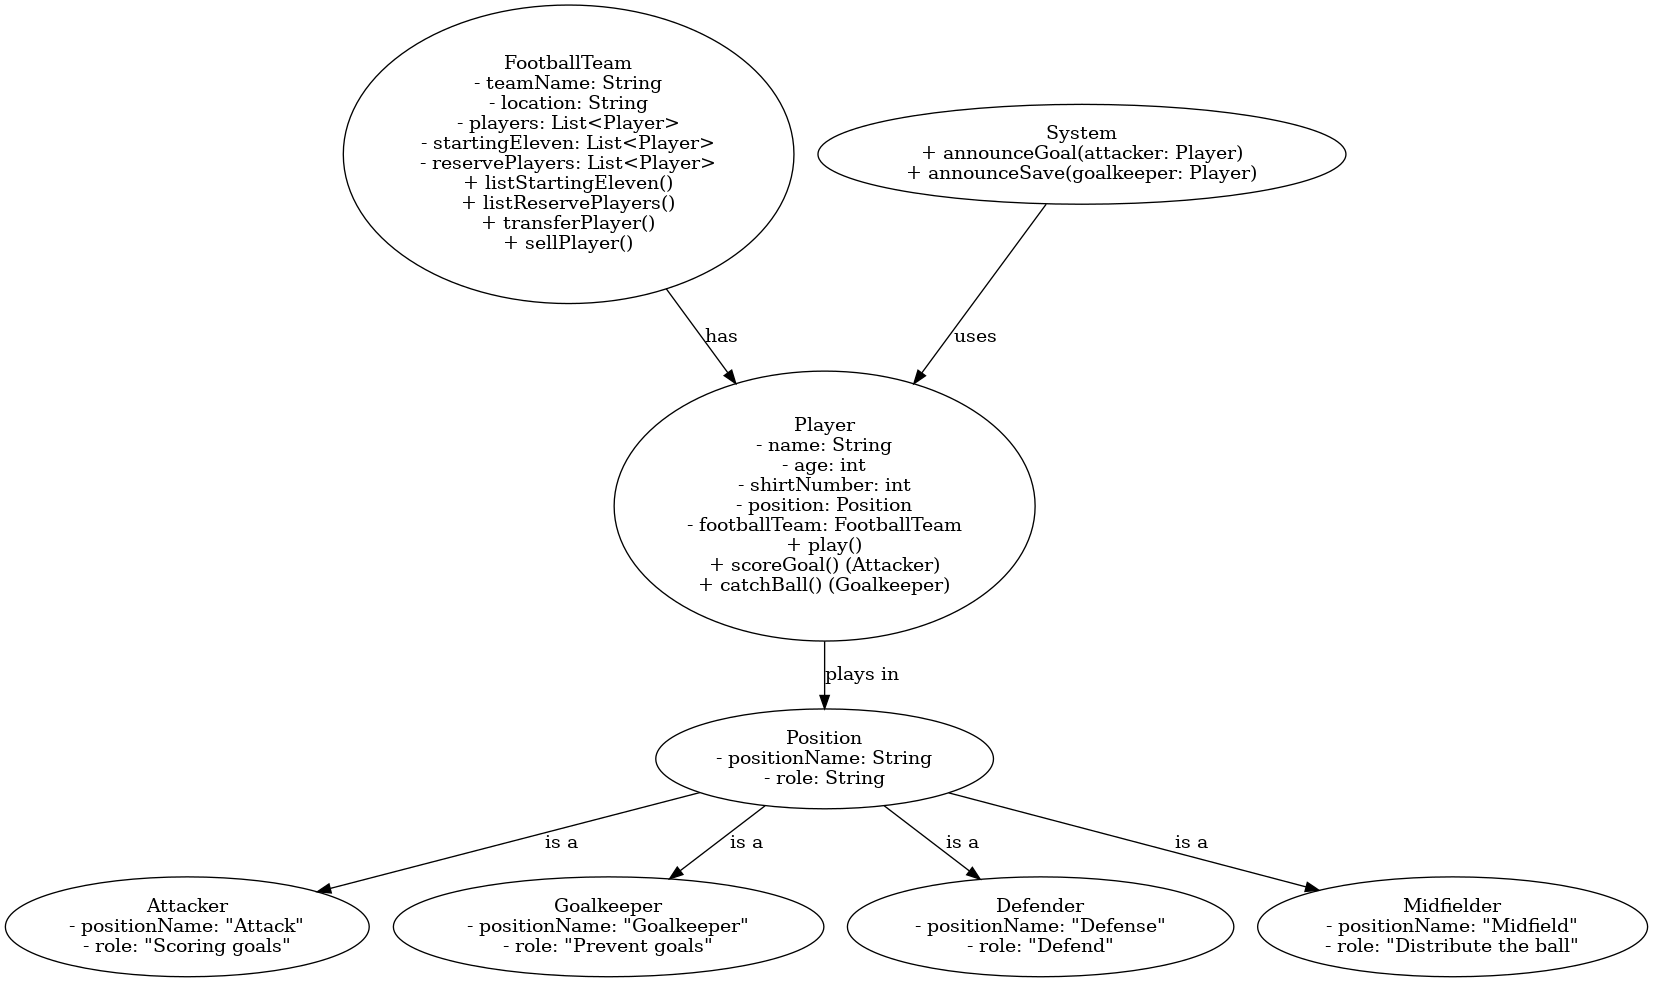 FootballTeam
- teamName: String
- location: String
- players: List<Player>
- startingEleven: List<Player>
- reservePlayers: List<Player>
+ listStartingEleven()
+ listReservePlayers()
+ transferPlayer()
+ sellPlayer()
System
+ announceGoal(attacker: Player)
+ announceSave(goalkeeper: Player)
has
uses
Player
- name: String
- age: int
- shirtNumber: int
- position: Position
- footballTeam: FootballTeam
+ play()
+ scoreGoal() (Attacker)
+ catchBall() (Goalkeeper)
plays in
Position
- positionName: String
- role: String
is a
is a
is a
is a
Attacker
- positionName: "Attack"
- role: "Scoring goals"
Goalkeeper
- positionName: "Goalkeeper"
- role: "Prevent goals"
Defender
- positionName: "Defense"
- role: "Defend"
Midfielder
- positionName: "Midfield"
- role: "Distribute the ball"